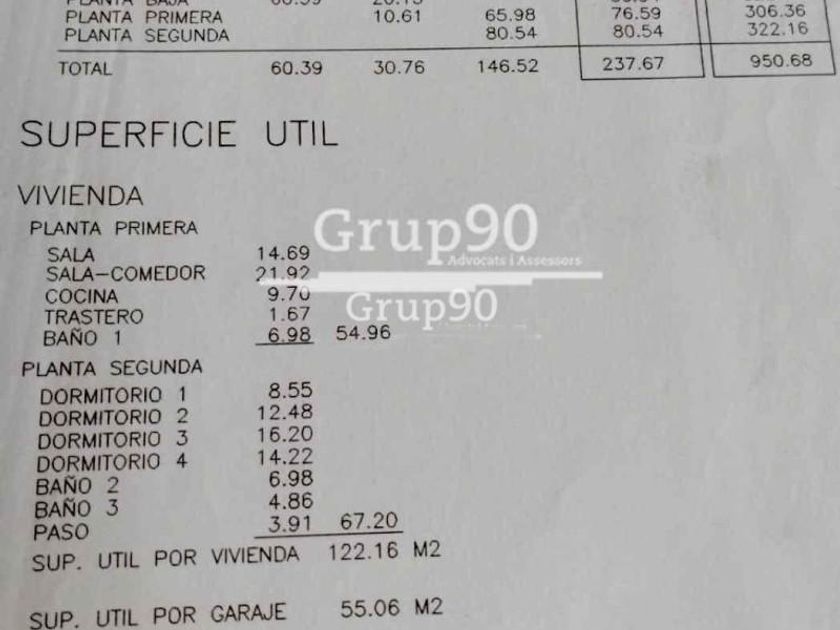 PLANTA BAJA
PLANTA PRIMERA 10.61 65.98 76.59 306.36
PLANTA SEGUNDA 80.54 80.54 322.16
TOTAL 60.39 30.76 146.52 237.67 950.68
SUPERFICIE UTIL
VIVIENDA
PLANTA PRIMERA
Grup90
Advocats i Assessors
SALA 14.69
SALA-COMEDOR 21.92
COCINA 9.70
Grup90
TRASTERO 1.67
BAÑO 1 6.98 54.96
PLANTA SEGUNDA
DORMITORIO 1 8.55
DORMITORIO 2 12.48
DORMITORIO 3 16.20
DORMITORIO 4 14.22
BAÑO 2 6.98
BAÑO 3 4.86
PASO 3.91 67.20
SUP. UTIL POR VIVIENDA 122.16 M2
SUP. UTIL POR GARAJE 55.06 M2